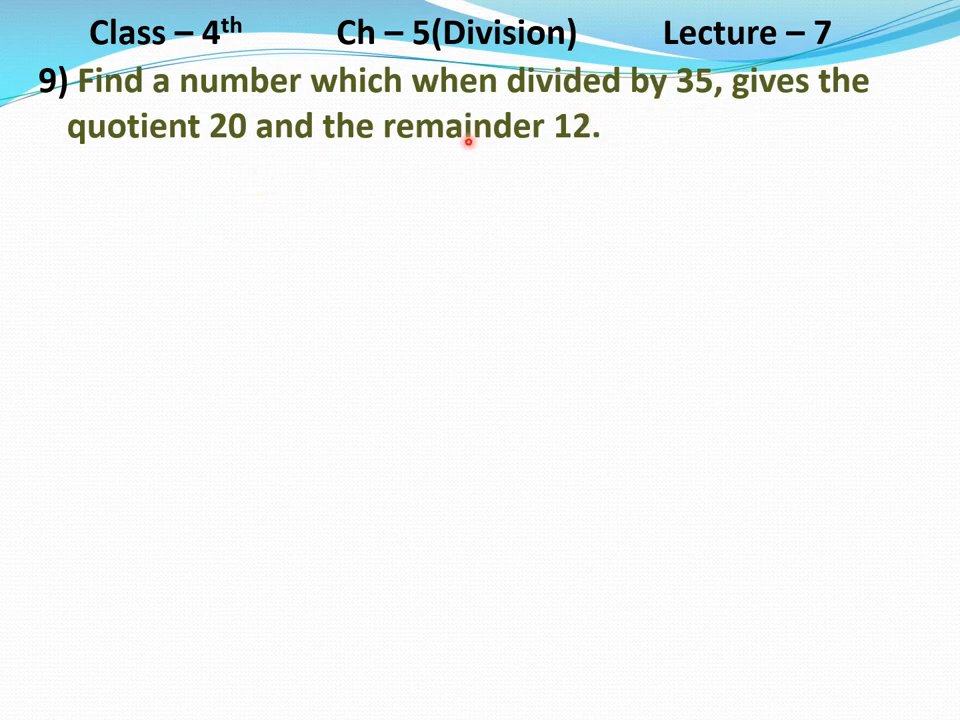 Class – 4th Ch – 5(Division) Lecture – 7
9) Find a number which when divided by 35, gives the
quotient 20 and the remainder 12.